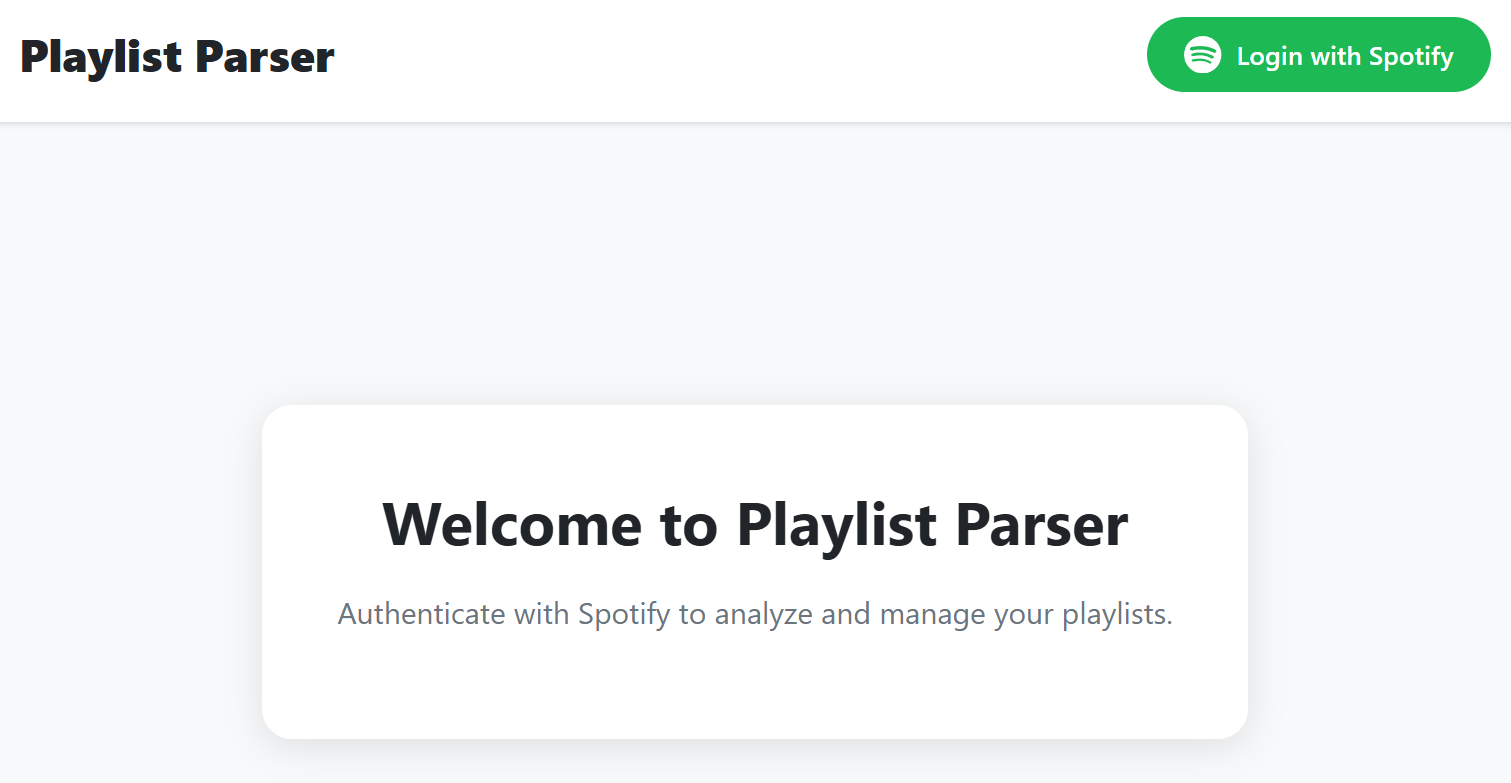 Playlist Parser
Login with Spotify
Welcome to Playlist Parser
Authenticate with Spotify to analyze and manage your playlists.